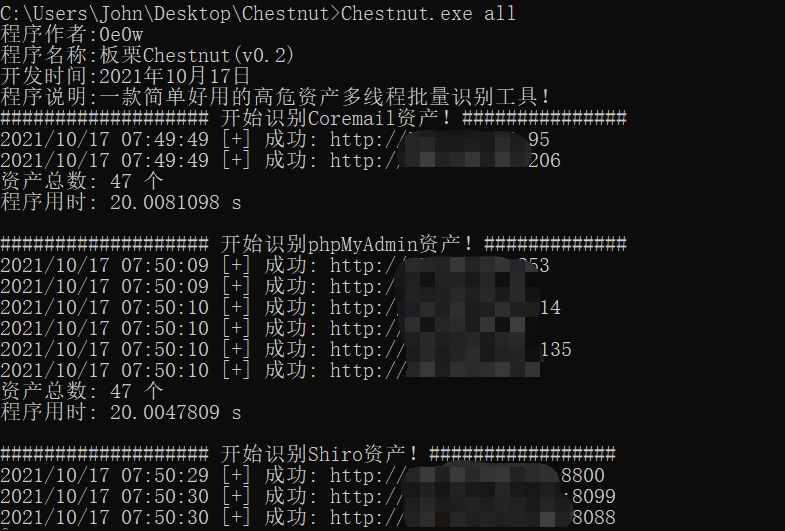 C:\Users\John\Desktop\Chestnut>Chestnut.exe all
程序作者:0e0w
程序名称:板栗Chestnut(v0.2)
开发时间:2021年10月17日
程序说明:一款简单好用的高危资产多线程批量识别工具!
################### 开始识别Coremail资产! ###############
2021/10/17 07:49:49 [+] 成功: http:// 95
2021/10/17 07:49:49 [+] 成功: http:// 206
资产总数: 47 个
程序用时: 20.0081098 s
################### 开始识别phpMyAdmin资产! #############
2021/10/17 07:50:09 [+] 成功: http:// 353
2021/10/17 07:50:09 [+] 成功: http://
2021/10/17 07:50:10 [+] 成功: http:// 14
2021/10/17 07:50:10 [+] 成功: http://
2021/10/17 07:50:10 [+] 成功: http:// 135
2021/10/17 07:50:10 [+] 成功: http://
资产总数: 47 个
程序用时: 20.0047809 s
################### 开始识别Shiro资产! #################
2021/10/17 07:50:29 [+] 成功: http:// 8800
2021/10/17 07:50:30 [+] 成功: http:// :8099
2021/10/17 07:50:30 [+] 成功: http:// :8088